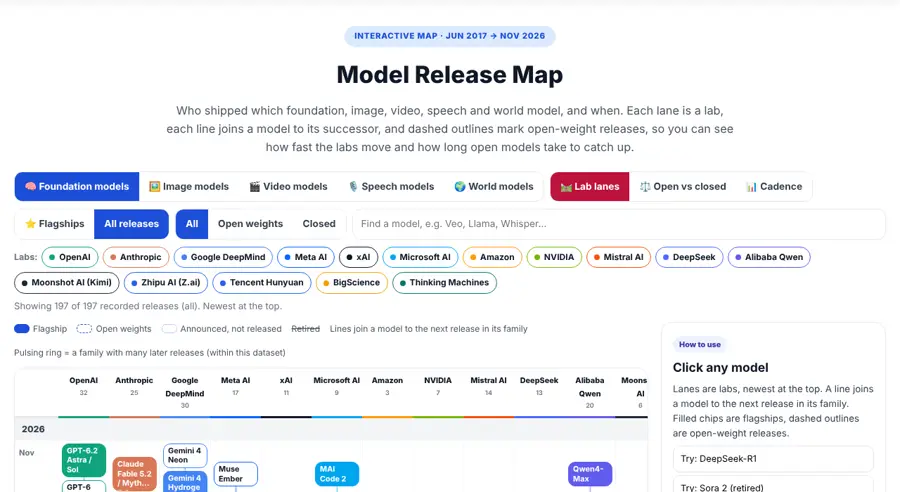 INTERACTIVE MAP · JUN 2017 → NOV 2026
Model Release Map
Who shipped which foundation, image, video, speech and world model, and when. Each lane is a lab,
each line joins a model to its successor, and dashed outlines mark open-weight releases, so you can see
how fast the labs move and how long open models take to catch up.
Foundation models Image models Video models Speech models World models Lab lanes Open vs closed Cadence
Flagships All releases All Open weights Closed Find a model, e.g. Veo, Llama, Whisper...
Labs: OpenAI Anthropic Google DeepMind Meta AI xAI Microsoft AI Amazon NVIDIA Mistral AI DeepSeek Alibaba Qwen
Moonshot AI (Kimi) Zhipu AI (Z.ai) Tencent Hunyuan BigScience Thinking Machines
Showing 197 of 197 recorded releases (all). Newest at the top.
Flagship Open weights Announced, not released Retired Lines join a model to the next release in its family
Pulsing ring = a family with many later releases (within this dataset)
OpenAI Anthropic Google DeepMind Meta AI xAI Microsoft AI Amazon NVIDIA Mistral AI DeepSeek Alibaba Qwen Moons AI
32 25 30 17 11 9 3 7 14 13 20 6
2026
Nov
GPT-6.2 Astra / Sol
GPT-6
Claude Fable 5.2 / Myth...
Gemini 4 Neon
Gemini 4 Hydroge
Muse Ember
MAI Code 2
Qwen4-Max
How to use
Click any model
Lanes are labs, newest at the top. A line joins
a model to the next release in its family.
Filled chips are flagships, dashed outlines
are open-weight releases.
Try: DeepSeek-R1
Try: Sora 2 (retired)